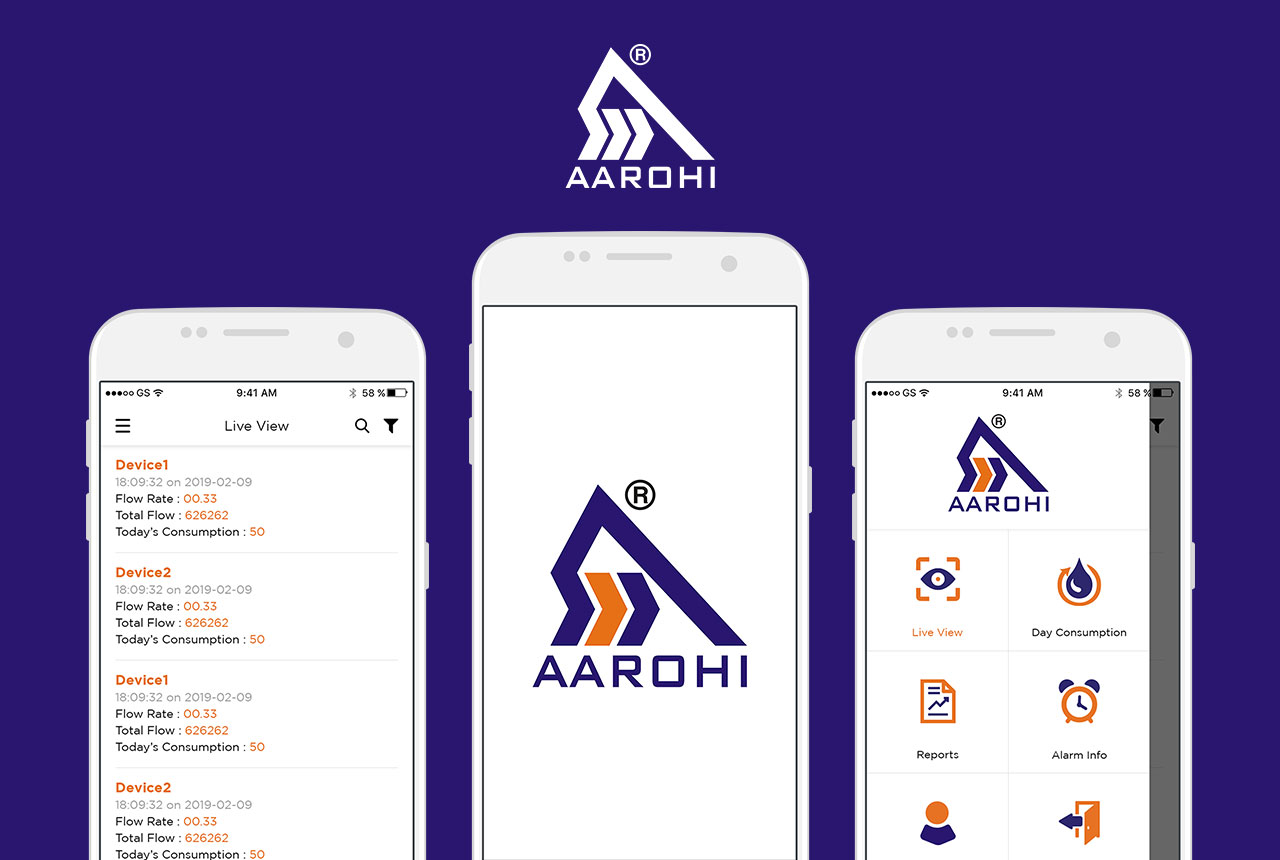 ®
AAROHI
GS 9:41 AM 58 %
Live View
Device1
18:09:32 on 2019-02-09
Flow Rate : 00.33
Total Flow : 626262
Today's Consumption : 50
Device2
18:09:32 on 2019-02-09
Flow Rate : 00.33
Total Flow : 626262
Today's Consumption : 50
Device1
18:09:32 on 2019-02-09
Flow Rate : 00.33
Total Flow : 626262
Today's Consumption : 50
Device2
18:09:32 on 2019-02-09
Flow Rate : 00.33
Total Flow : 626262
Today's Consumption : 50
®
AAROHI
GS 9:41 AM 58 %
®
AAROHI
Live View
Day Consumption
Reports
Alarm Info